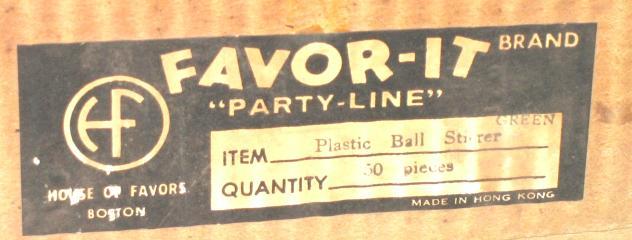 FAVOR-IT BRAND
"PARTY-LINE"
HF
HOUSE OF FAVORS
BOSTON
GREEN
ITEM Plastic Ball Stirrer
QUANTITY 50 pieces
MADE IN HONG KONG